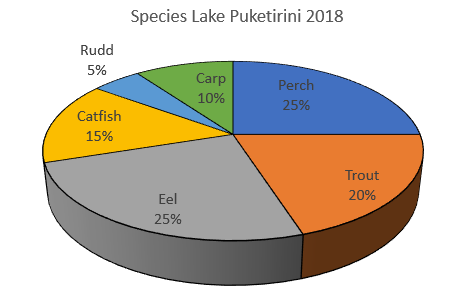 Species Lake Puketirini 2018
Rudd
5%
Carp
10%
Perch
25%
Catfish
15%
Trout
20%
Eel
25%